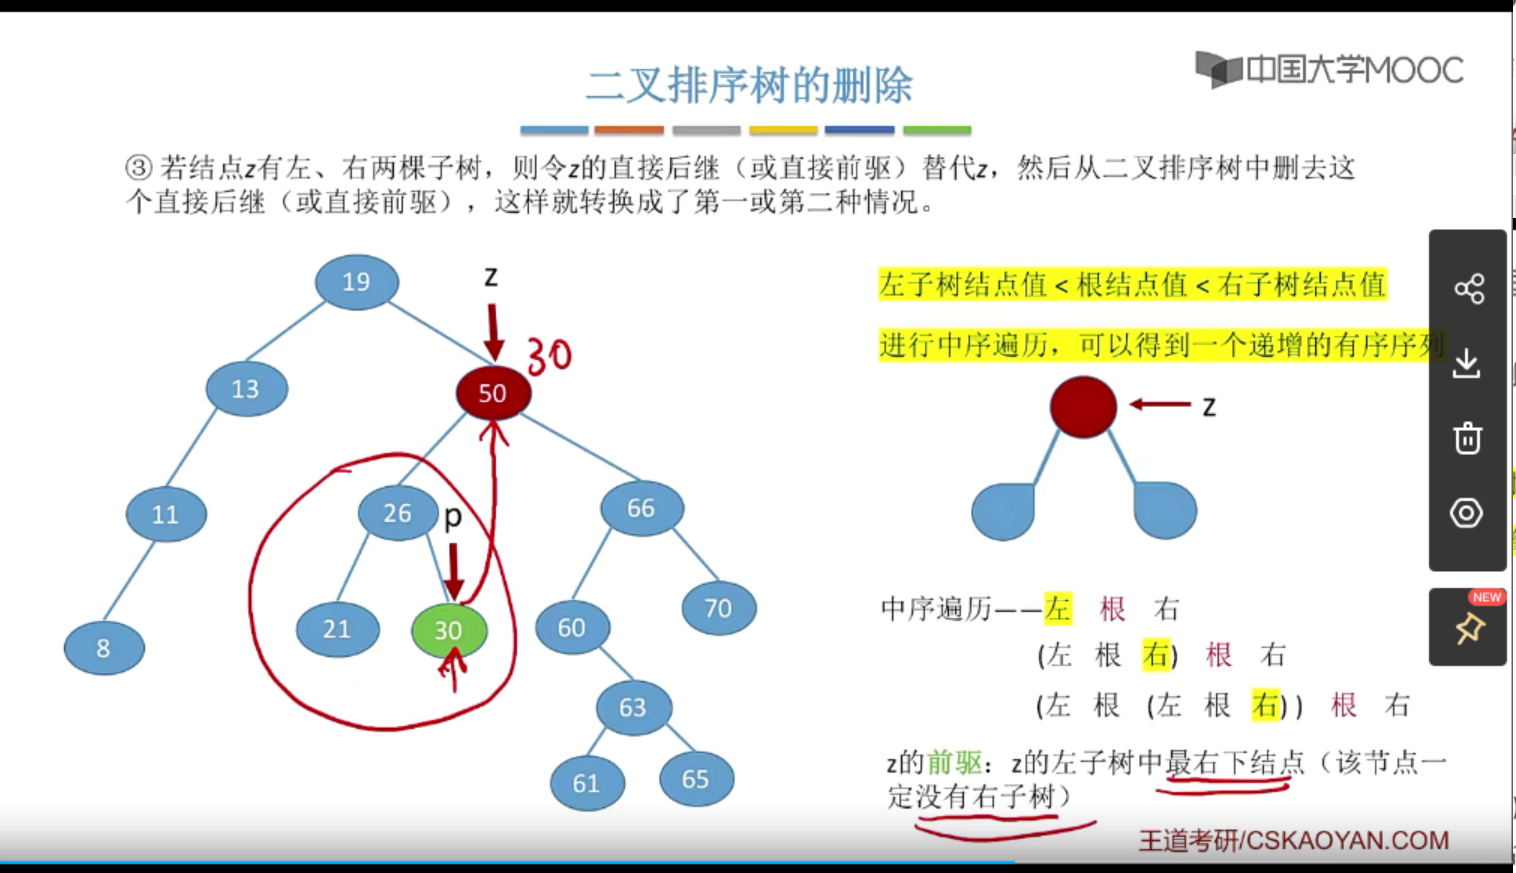 中国大学MOOC
二叉排序树的删除
③ 若结点z有左、右两棵子树，则令z的直接后继（或直接前驱）替代z，然后从二叉排序树中删去这
个直接后继（或直接前驱），这样就转换成了第一或第二种情况。
19
z
30
13
50
11
26
p
66
8
21
30
60
70
63
61
65
左子树结点值 < 根结点值 < 右子树结点值
进行中序遍历，可以得到一个递增的有序序列
z
中序遍历——左 根 右
(左 根 右) 根 右
(左 根 (左 根 右) ) 根 右
z的前驱：z的左子树中最右下结点（该节点一
定没有右子树）
王道考研/CSKAOYAN.COM
NEW